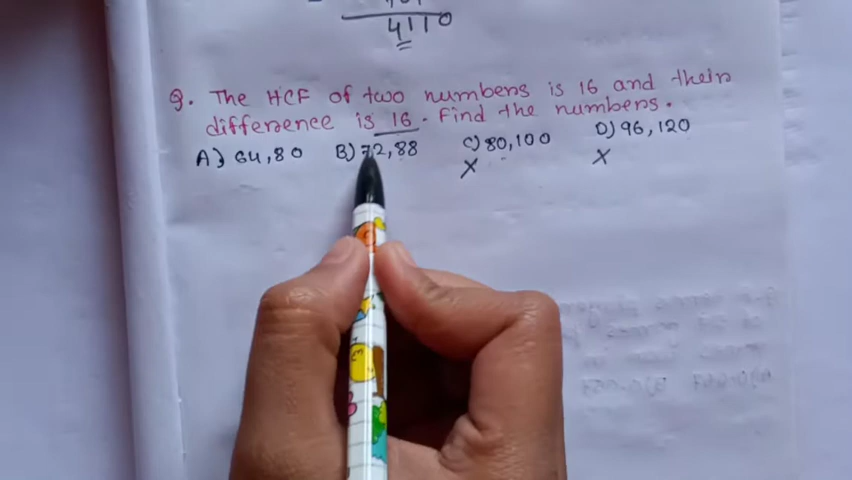 4110
Q. The HCF of two numbers is 16 and their
difference is 16. Find the numbers.
A) 64,80 B) 72,88 C) 80,100 D) 96,120
X X